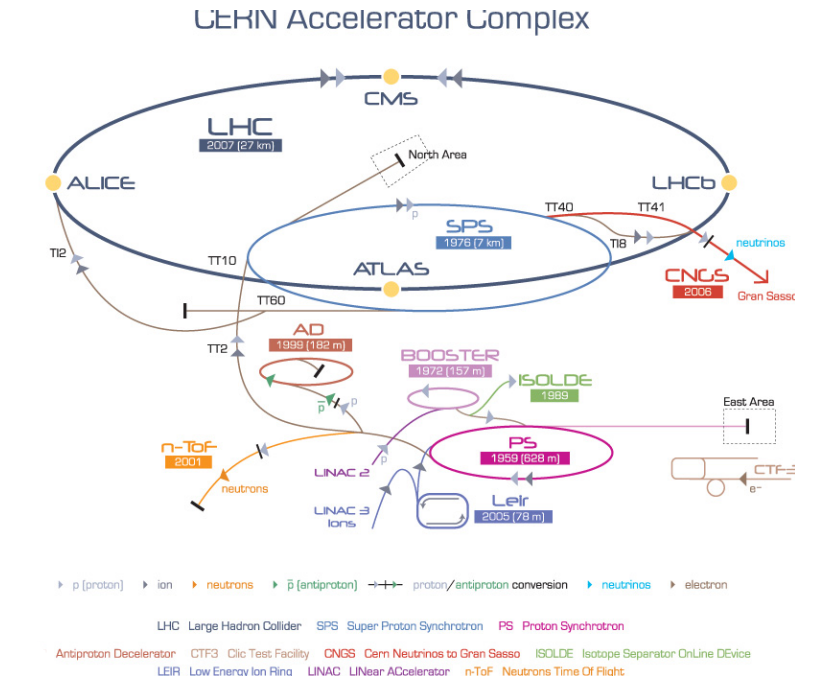 CERN Accelerator Complex
CMS
LHC
2007 (27 km)
North Area
ALICE
LHCb
TT40
TT41
p
SPS
1976 (7 km)
TI8
neutrinos
TI2
TT10
ATLAS
CNGS
2006
Gran Sasso
TT60
AD
1999 (182 m)
TT2
BOOSTER
1972 (157 m)
ISOLDE
1989
p
p
East Area
n-ToF
2001
PS
1959 (628 m)
p
LINAC 2
neutrons
CTF3
e-
LINAC 3
Ions
LeIr
2005 (78 m)
p (proton) ion neutrons p (antiproton) proton/antiproton conversion neutrinos electron
LHC Large Hadron Collider SPS Super Proton Synchrotron PS Proton Synchrotron
Antiproton Decelerator CTF3 Clic Test Facility CNGS Cern Neutrinos to Gran Sasso ISOLDE Isotope Separator OnLine DEvice
LEIR Low Energy Ion Ring LINAC LINear ACcelerator n-ToF Neutrons Time Of Flight